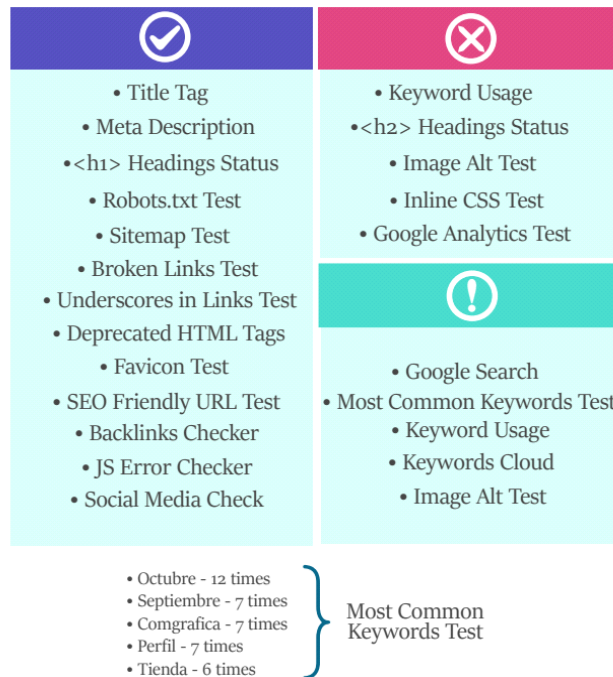 • Title Tag
• Meta Description
•<h1> Headings Status
• Robots.txt Test
• Sitemap Test
• Broken Links Test
• Underscores in Links Test
• Deprecated HTML Tags
• Favicon Test
• SEO Friendly URL Test
• Backlinks Checker
• JS Error Checker
• Social Media Check
• Keyword Usage
•<h2> Headings Status
• Image Alt Test
• Inline CSS Test
• Google Analytics Test
• Google Search
• Most Common Keywords Test
• Keyword Usage
• Keywords Cloud
• Image Alt Test
• Octubre - 12 times
• Septiembre - 7 times
• Comgrafica - 7 times
• Perfil - 7 times
• Tienda - 6 times
Most Common
Keywords Test